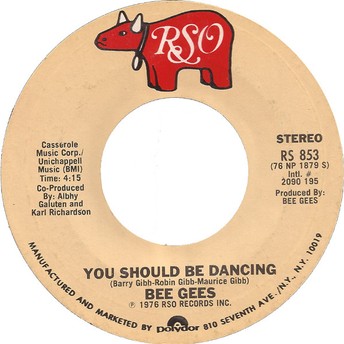 RSO
Casserole
Music Corp./
Unichappell
Music (BMI)
Time: 4:15
Co-Produced
By: Albhy
Galuten and
Karl Richardson
STEREO
RS 853
(76 NP 1879 S)
Intl. #
2090 195
Produced By:
BEE GEES
YOU SHOULD BE DANCING
(Barry Gibb-Robin Gibb-Maurice Gibb)
BEE GEES
℗ 1976 RSO RECORDS INC.
MANUFACTURED AND MARKETED BY polydor 810 SEVENTH AVE./N.Y., N.Y. 10019